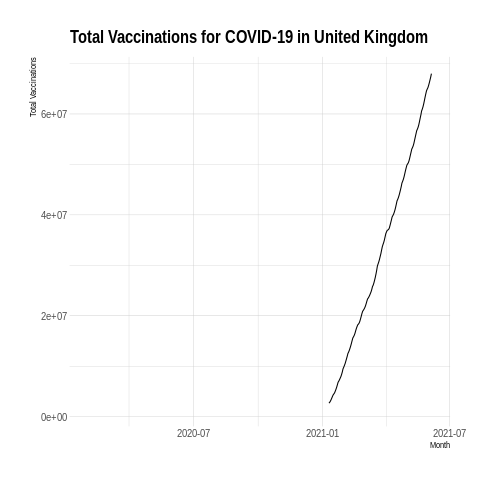 Total Vaccinations for COVID-19 in United Kingdom
Total Vaccinations
6e+07
4e+07
2e+07
0e+00
2020-07 2021-01 2021-07
Month